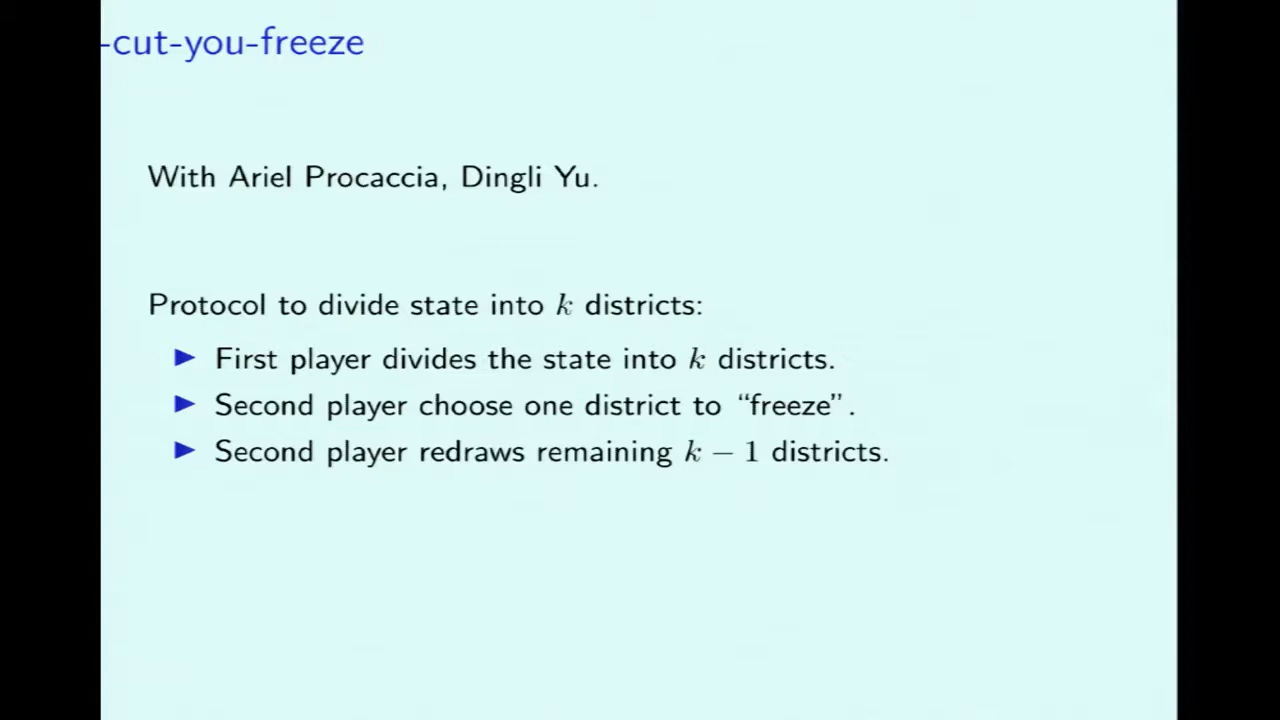 -cut-you-freeze
With Ariel Procaccia, Dingli Yu.
Protocol to divide state into k districts:
▶ First player divides the state into k districts.
▶ Second player choose one district to “freeze”.
▶ Second player redraws remaining k − 1 districts.